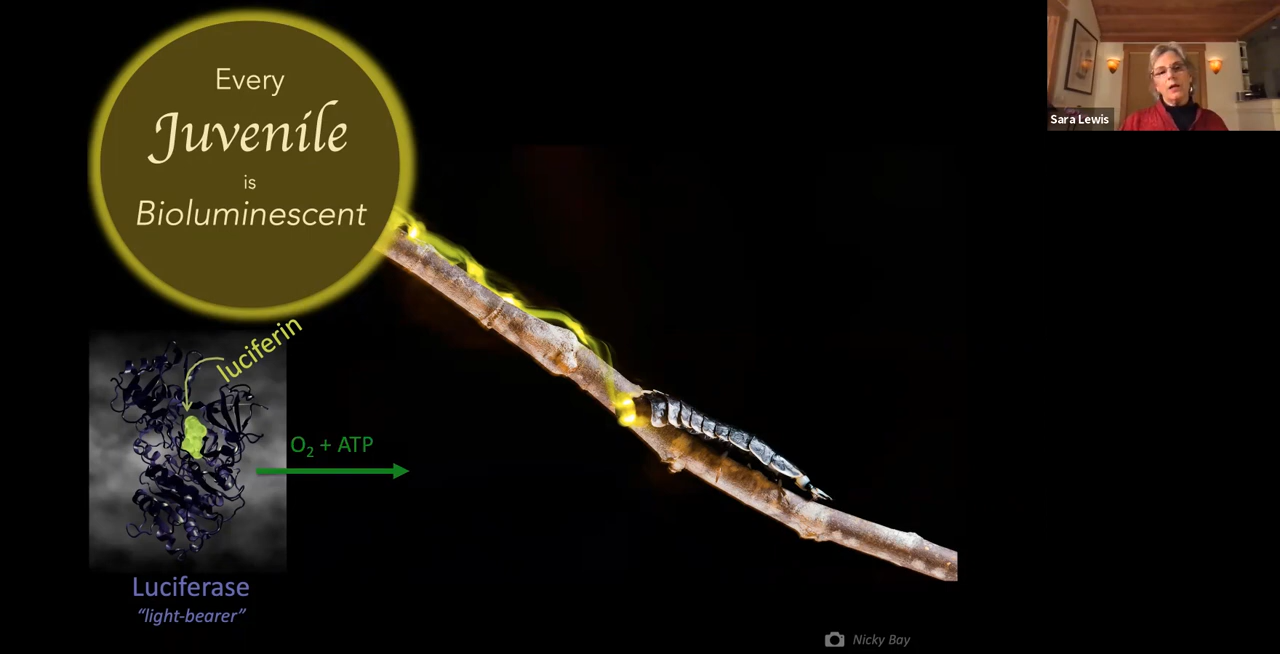 Every
Juvenile
is
Bioluminescent
Sara Lewis
luciferin
O₂ + ATP
Luciferase
“light-bearer”
Nicky Bay